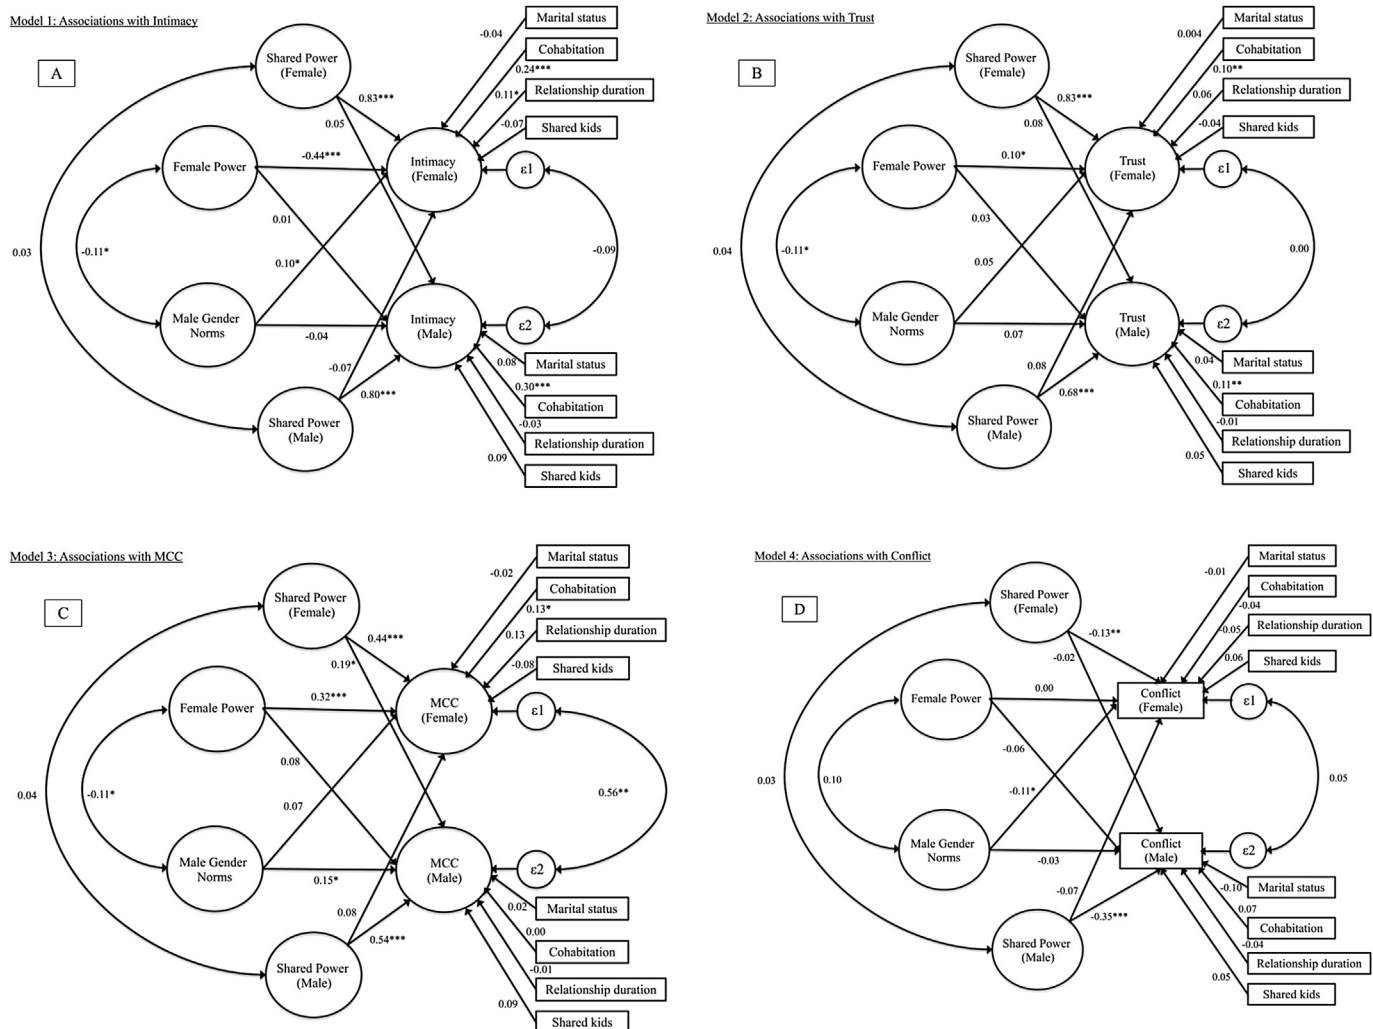 Model 1: Associations with Intimacy
A
Shared Power
(Female)
Female Power
Male Gender
Norms
Shared Power
(Male)
Intimacy
(Female)
Intimacy
(Male)
ε1
ε2
Marital status
Cohabitation
Relationship duration
Shared kids
Marital status
Cohabitation
Relationship duration
Shared kids
-0.04
0.24***
0.11*
-0.07
0.83***
0.05
-0.44***
0.01
0.10*
-0.04
-0.07
0.80***
0.03
-0.11*
-0.09
0.08
0.30***
-0.03
0.09
Model 2: Associations with Trust
B
Shared Power
(Female)
Female Power
Male Gender
Norms
Shared Power
(Male)
Trust
(Female)
Trust
(Male)
ε1
ε2
Marital status
Cohabitation
Relationship duration
Shared kids
Marital status
Cohabitation
Relationship duration
Shared kids
0.004
0.10**
0.06
-0.04
0.83***
0.08
0.10*
0.03
0.05
0.07
0.08
0.68***
0.04
-0.11*
0.00
0.04
0.11**
-0.01
0.05
Model 3: Associations with MCC
C
Shared Power
(Female)
Female Power
Male Gender
Norms
Shared Power
(Male)
MCC
(Female)
MCC
(Male)
ε1
ε2
Marital status
Cohabitation
Relationship duration
Shared kids
Marital status
Cohabitation
Relationship duration
Shared kids
-0.02
0.13*
0.13
-0.08
0.44***
0.19*
0.32***
0.08
0.07
0.15*
0.08
0.54***
0.04
-0.11*
0.56**
0.02
0.00
-0.01
0.09
Model 4: Associations with Conflict
D
Shared Power
(Female)
Female Power
Male Gender
Norms
Shared Power
(Male)
Conflict
(Female)
Conflict
(Male)
ε1
ε2
Marital status
Cohabitation
Relationship duration
Shared kids
Marital status
Cohabitation
Relationship duration
Shared kids
-0.01
-0.04
-0.05
0.06
-0.13**
-0.02
0.00
-0.06
-0.11*
-0.03
-0.07
-0.35***
0.03
0.10
0.05
-0.10
0.07
-0.04
0.05